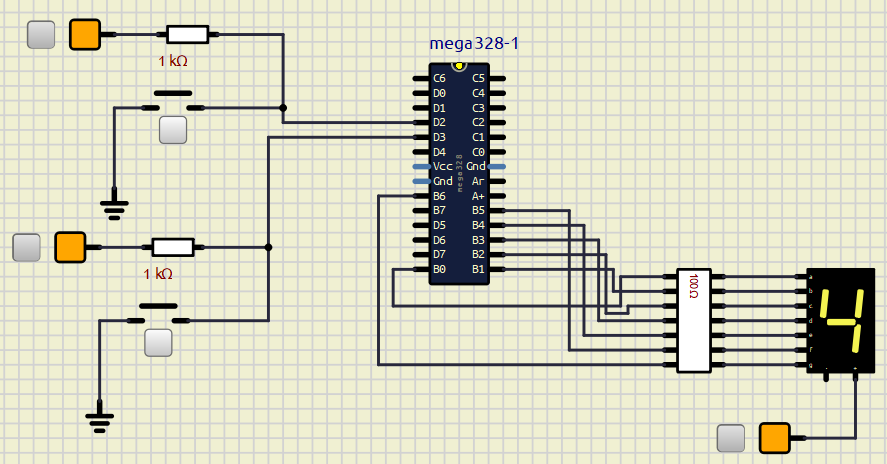 mega328-1
1 kΩ
C6 C5
D0 C4
D1 C3
D2 C2
D3 C1
D4 C0
Vcc Gnd
Gnd Ar
B6 A+
B7 B5
D5 B4
D6 B3
D7 B2
B0 B1
mega328
1 kΩ
100Ω
a
b
c
d
e
f
g
4